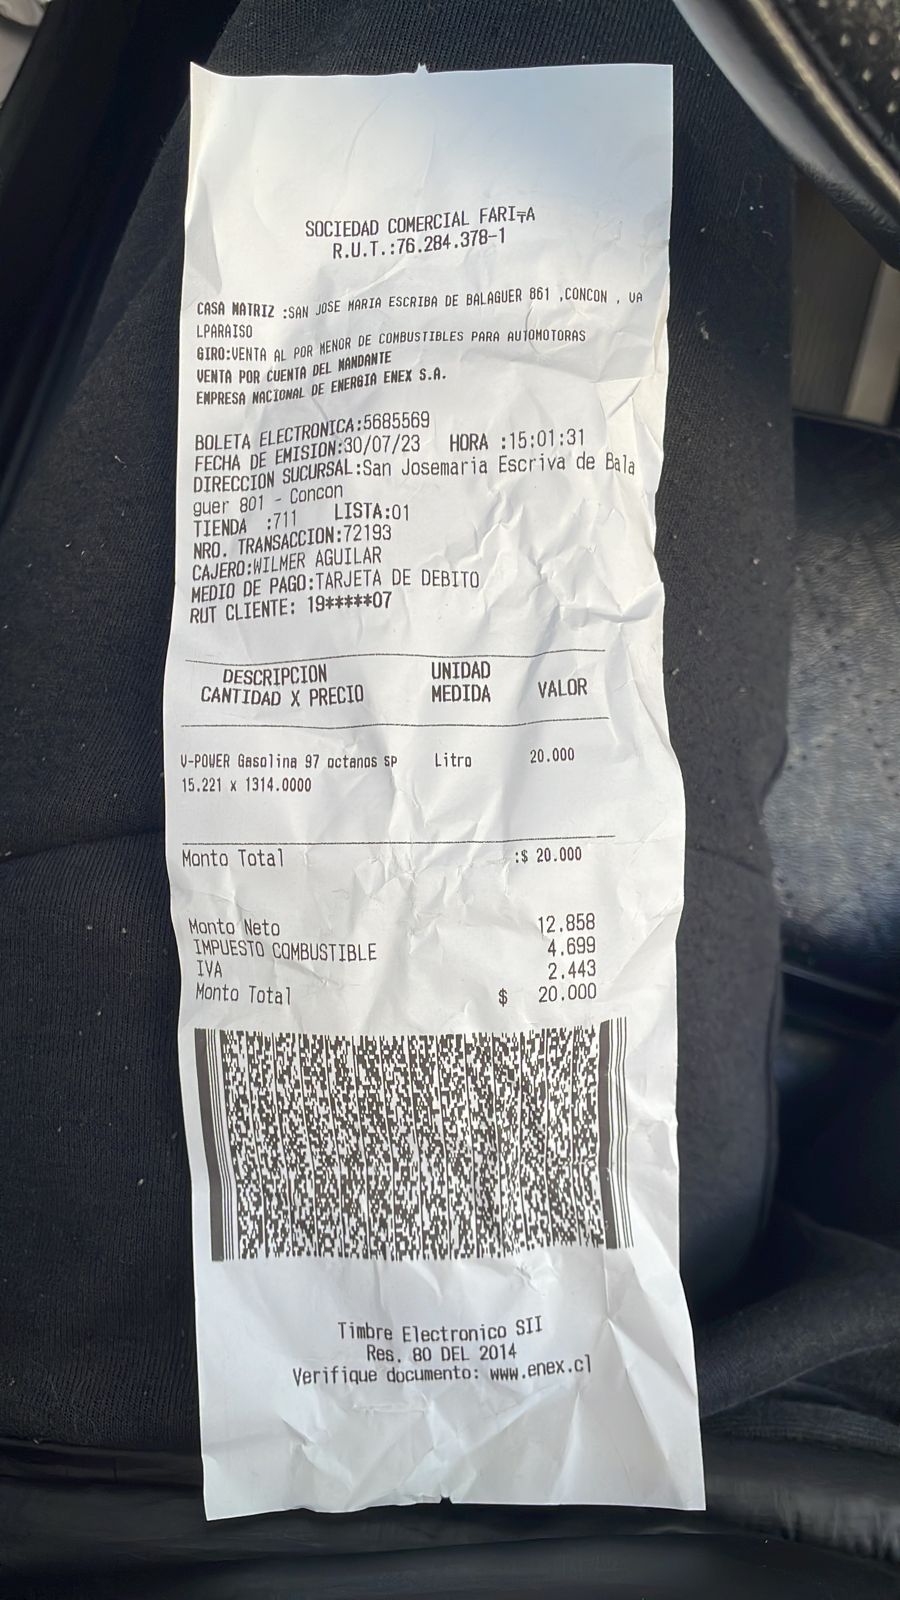 SOCIEDAD COMERCIAL FARITA
R.U.T.:76.284.378-1
CASA MATRIZ :SAN JOSE MARIA ESCRIBA DE BALAGUER 861 ,CONCON , VA
LPARAISO
GIRO:VENTA AL POR MENOR DE COMBUSTIBLES PARA AUTOMOTORAS
VENTA POR CUENTA DEL MANDANTE
EMPRESA NACIONAL DE ENERGIA ENEX S.A.
BOLETA ELECTRONICA:5685569
FECHA DE EMISION:30/07/23 HORA :15:01:31
DIRECCION SUCURSAL:San Josemaria Escriva de Bala
guer 801 - Concon
TIENDA :711 LISTA:01
NRO. TRANSACCION:72193
CAJERO:WILMER AGUILAR
MEDIO DE PAGO:TARJETA DE DEBITO
RUT CLIENTE: 19*****07
DESCRIPCION UNIDAD
CANTIDAD X PRECIO MEDIDA VALOR
V-POWER Gasolina 97 octanos SP Litro 20.000
15.221 x 1314.0000
Monto Total :$ 20.000
Monto Neto 12.858
IMPUESTO COMBUSTIBLE 4.699
IVA 2.443
Monto Total $ 20.000
Timbre Electronico SII
Res. 80 DEL 2014
Verifique documento: www.enex.cl